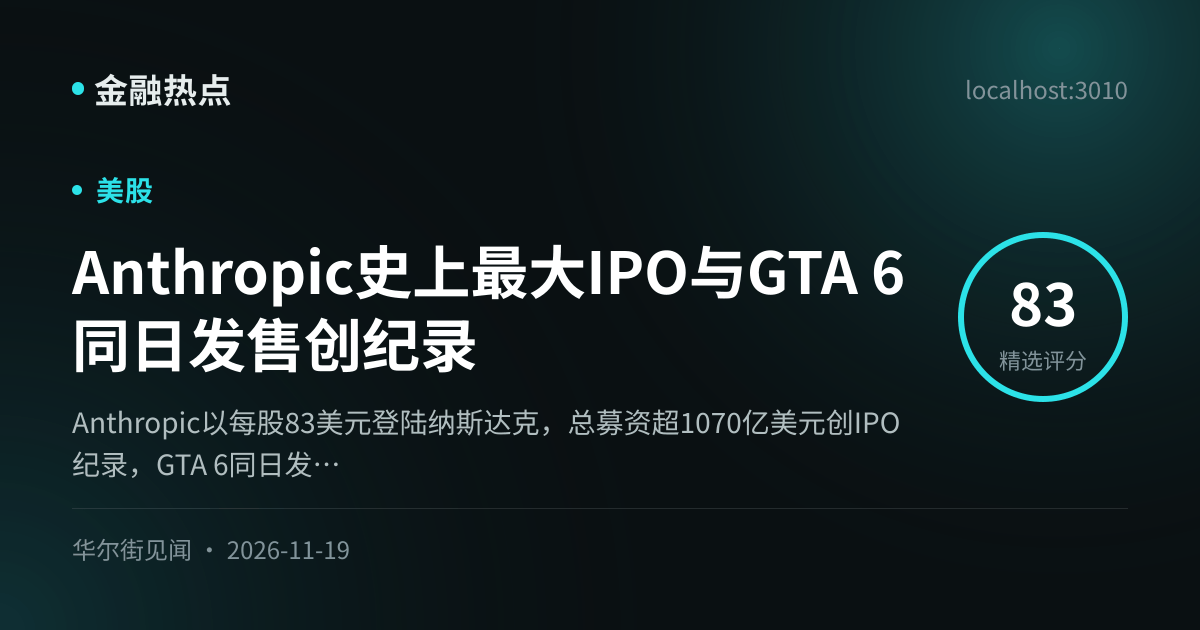 金融热点
localhost:3010
美股
Anthropic史上最大IPO与GTA 6
同日发售创纪录
83
精选评分
Anthropic以每股83美元登陆纳斯达克，总募资超1070亿美元创IPO
纪录，GTA 6同日发…
华尔街见闻 • 2026-11-19